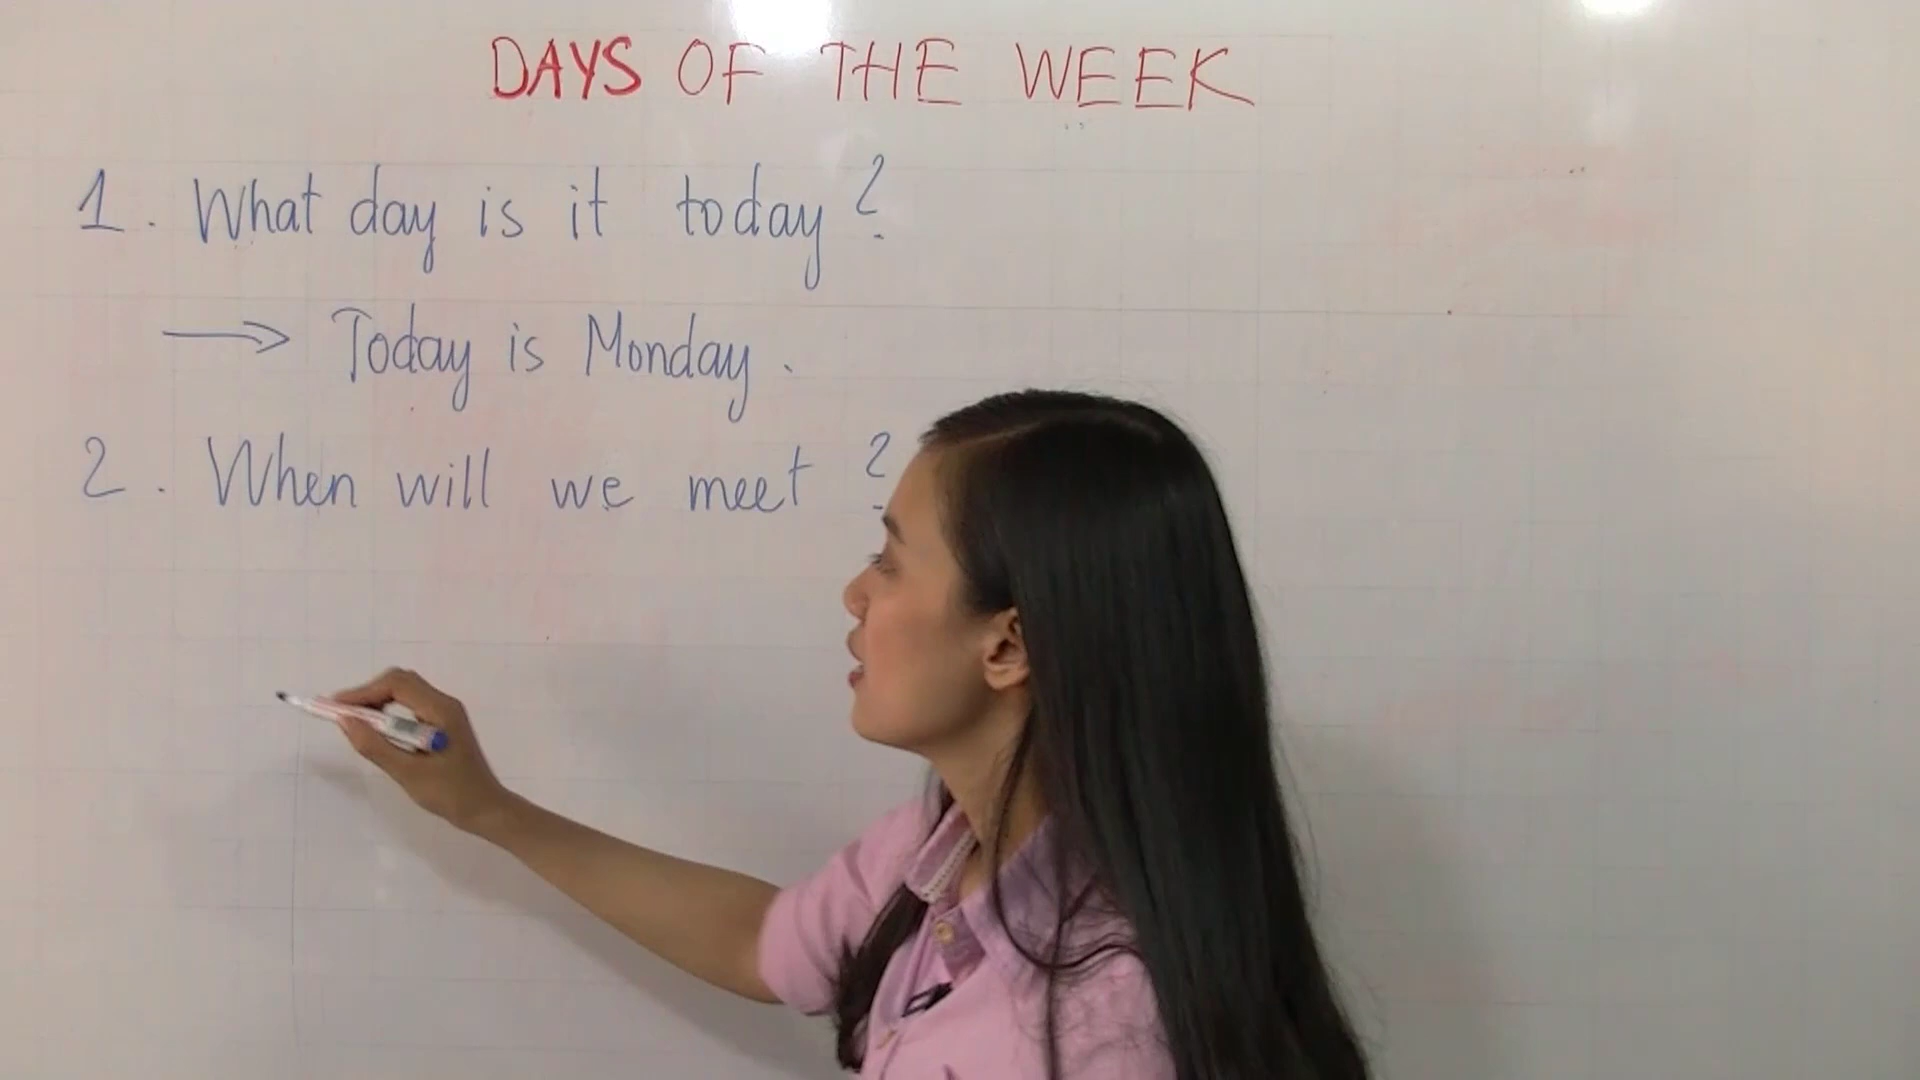 DAYS OF THE WEEK
1. What day is it today?
→ Today is Monday.
2. When will we meet?